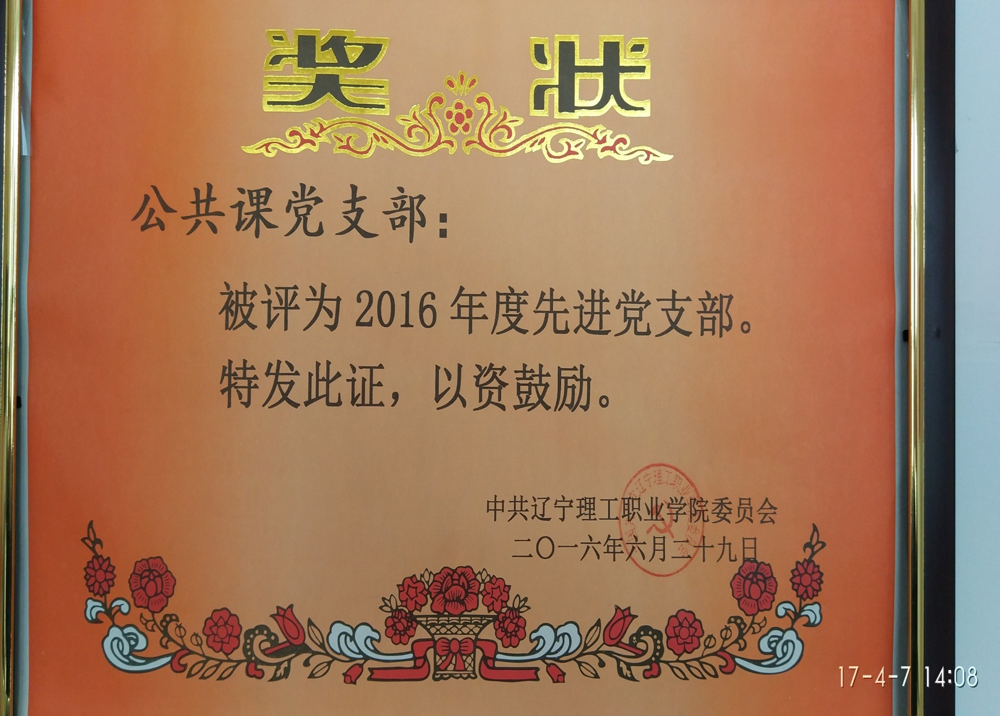 奖状
公共课党支部：
被评为2016年度先进党支部。
特发此证，以资鼓励。
中共辽宁理工职业学院委员会
二〇一六年六月二十九日
17-4-7 14:08